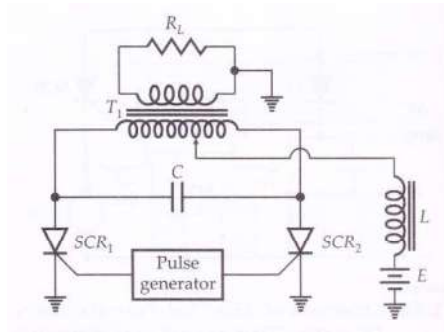 R_L
T_1
C
SCR_1
SCR_2
L
Pulse
generator
E